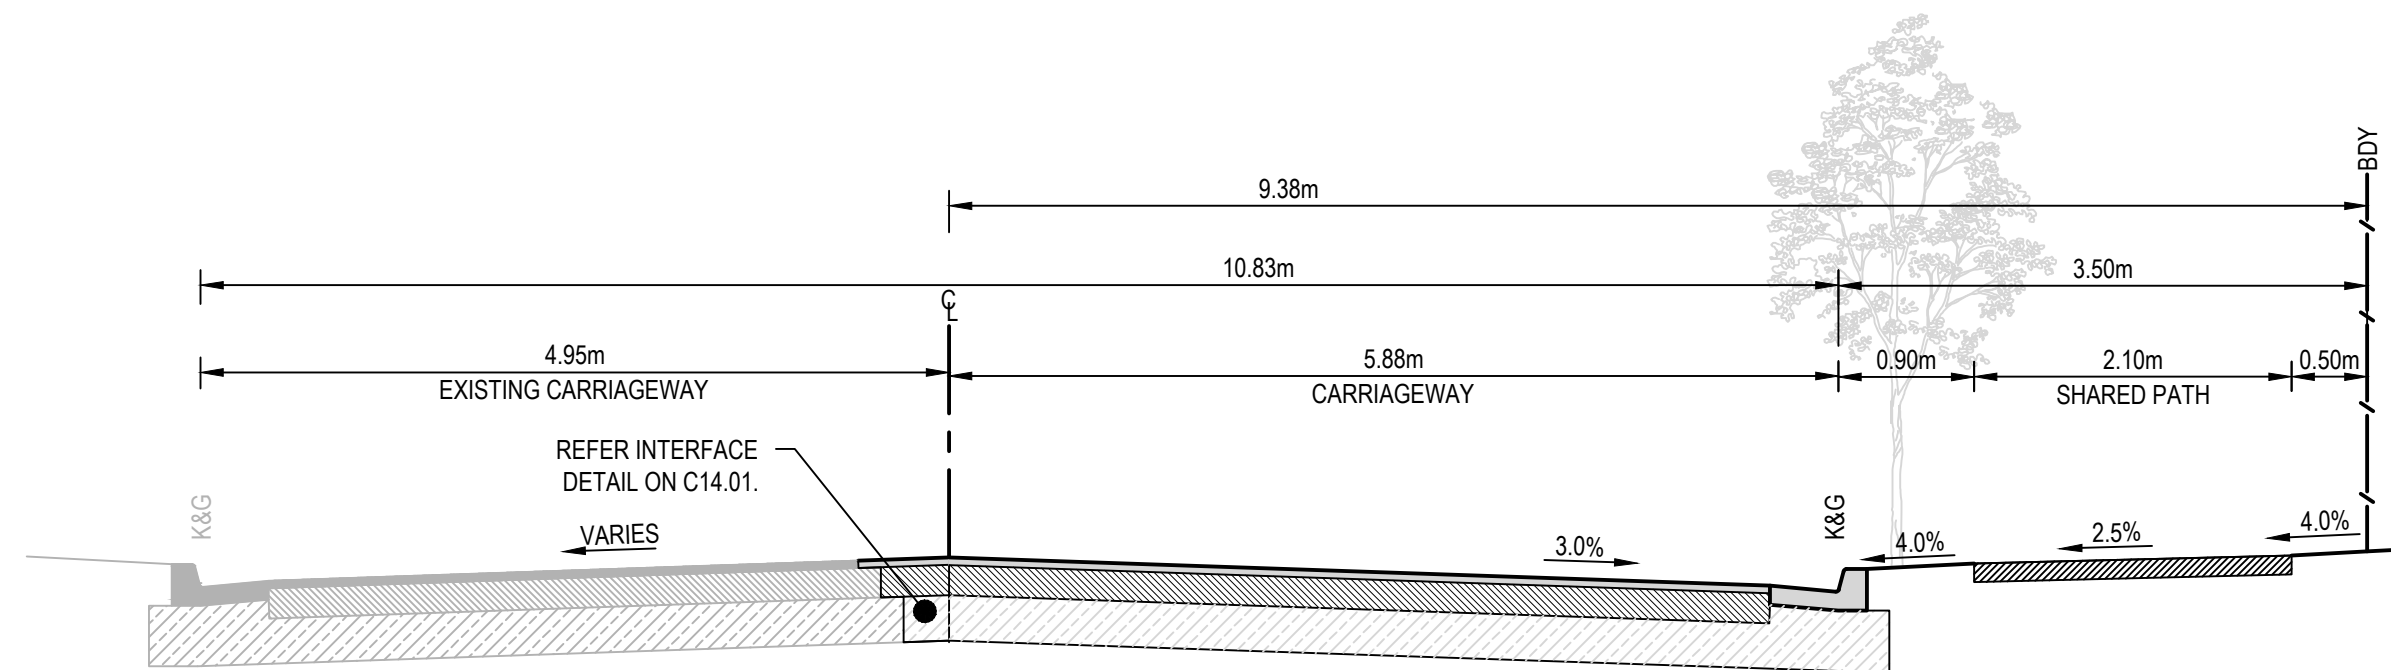 BDY
9.38m
10.83m
3.50m
℄
4.95m
EXISTING CARRIAGEWAY
5.88m
CARRIAGEWAY
0.90m
2.10m
SHARED PATH
0.50m
REFER INTERFACE
DETAIL ON C14.01.
K&G
VARIES
3.0%
K&G
4.0%
2.5%
4.0%